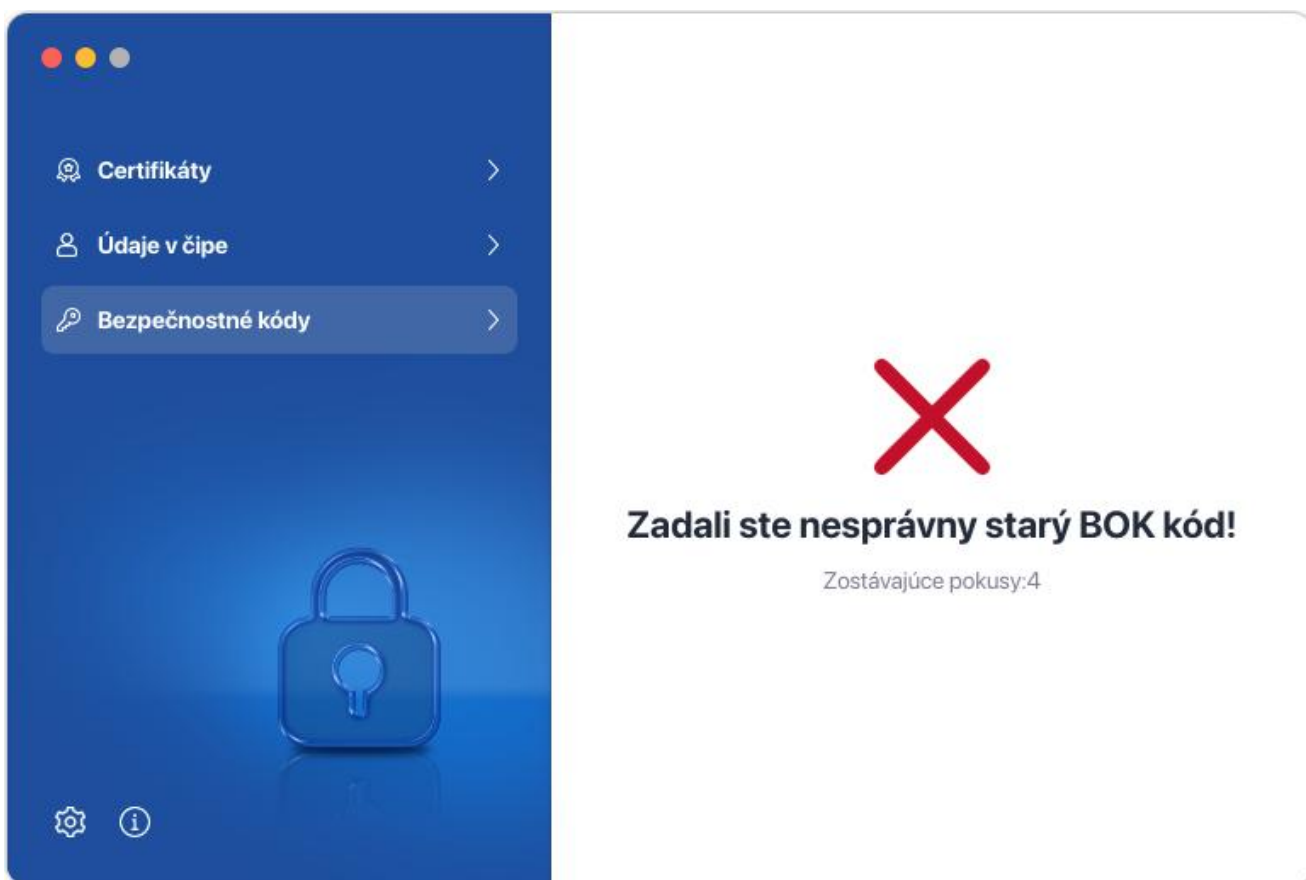 Certifikáty
Údaje v čipe
Bezpečnostné kódy
Zadali ste nesprávny starý BOK kód!
Zostávajúce pokusy:4